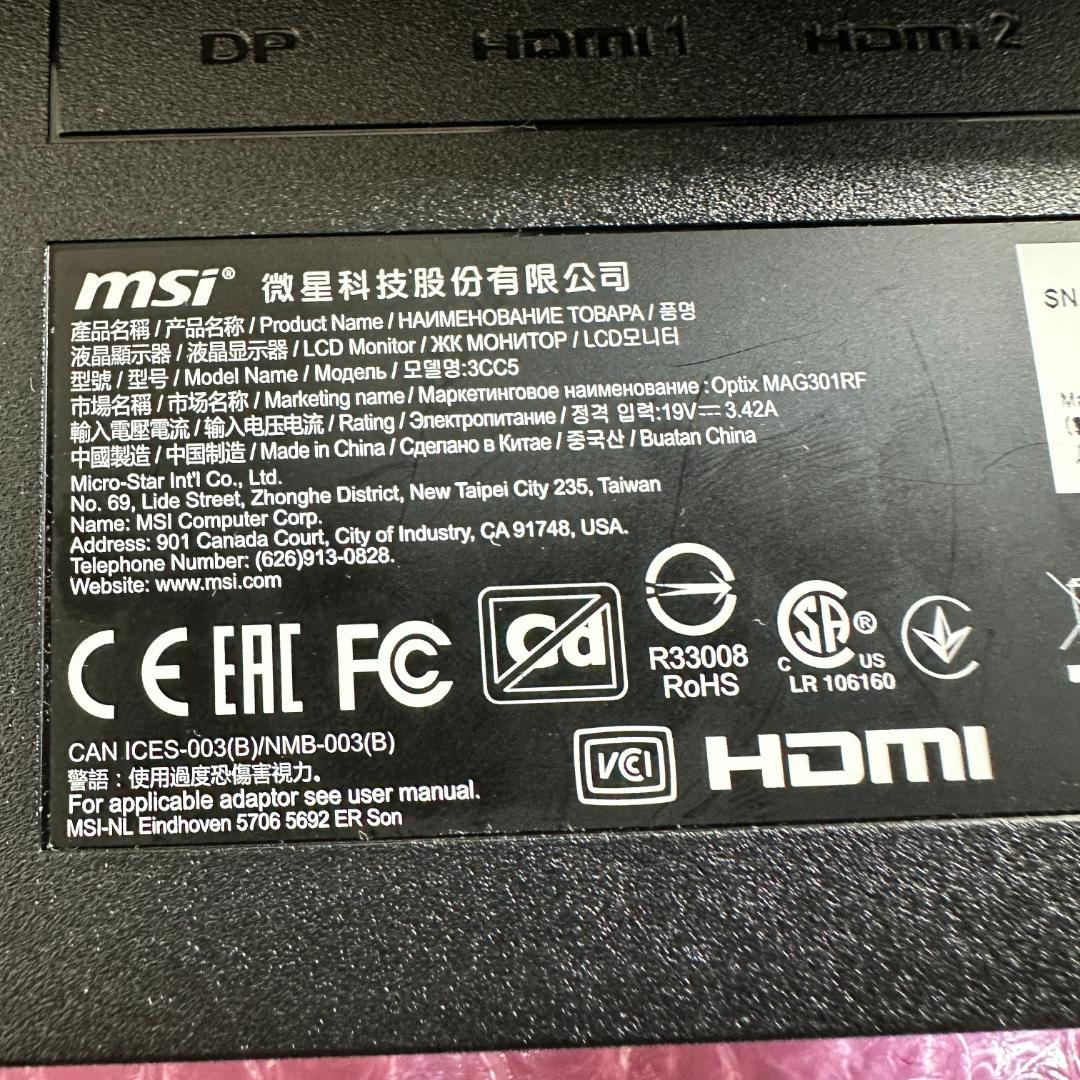 DP HDMI 1 HDMI 2
msi® 微星科技股份有限公司
產品名稱 / 产品名称 / Product Name / НАИМЕНОВАНИЕ ТОВАРА / 품명
液晶顯示器 / 液晶显示器 / LCD Monitor / ЖК МОНИТОР / LCD모니터
型號 / 型号 / Model Name / Модель / 모델명:3CC5
市場名稱 / 市场名称 / Marketing name / Маркетинговое наименование : Optix MAG301RF
輸入電壓電流 / 输入电压电流 / Rating / Электропитание / 정격 입력:19V⎓ 3.42A
中國製造 / 中国制造 / Made in China / Сделано в Китае / 중국산 / Buatan China
Micro-Star Int'l Co., Ltd.
No. 69, Lide Street, Zhonghe District, New Taipei City 235, Taiwan
Name: MSI Computer Corp.
Address: 901 Canada Court, City of Industry, CA 91748, USA.
Telephone Number: (626)913-0828.
Website: www.msi.com
SN
CE EAC FC Cd
R33008
RoHS
SA®
C US
LR 106160
CAN ICES-003(B)/NMB-003(B)
警語：使用過度恐傷害視力。
For applicable adaptor see user manual.
MSI-NL Eindhoven 5706 5692 ER Son
VCCI HDMI